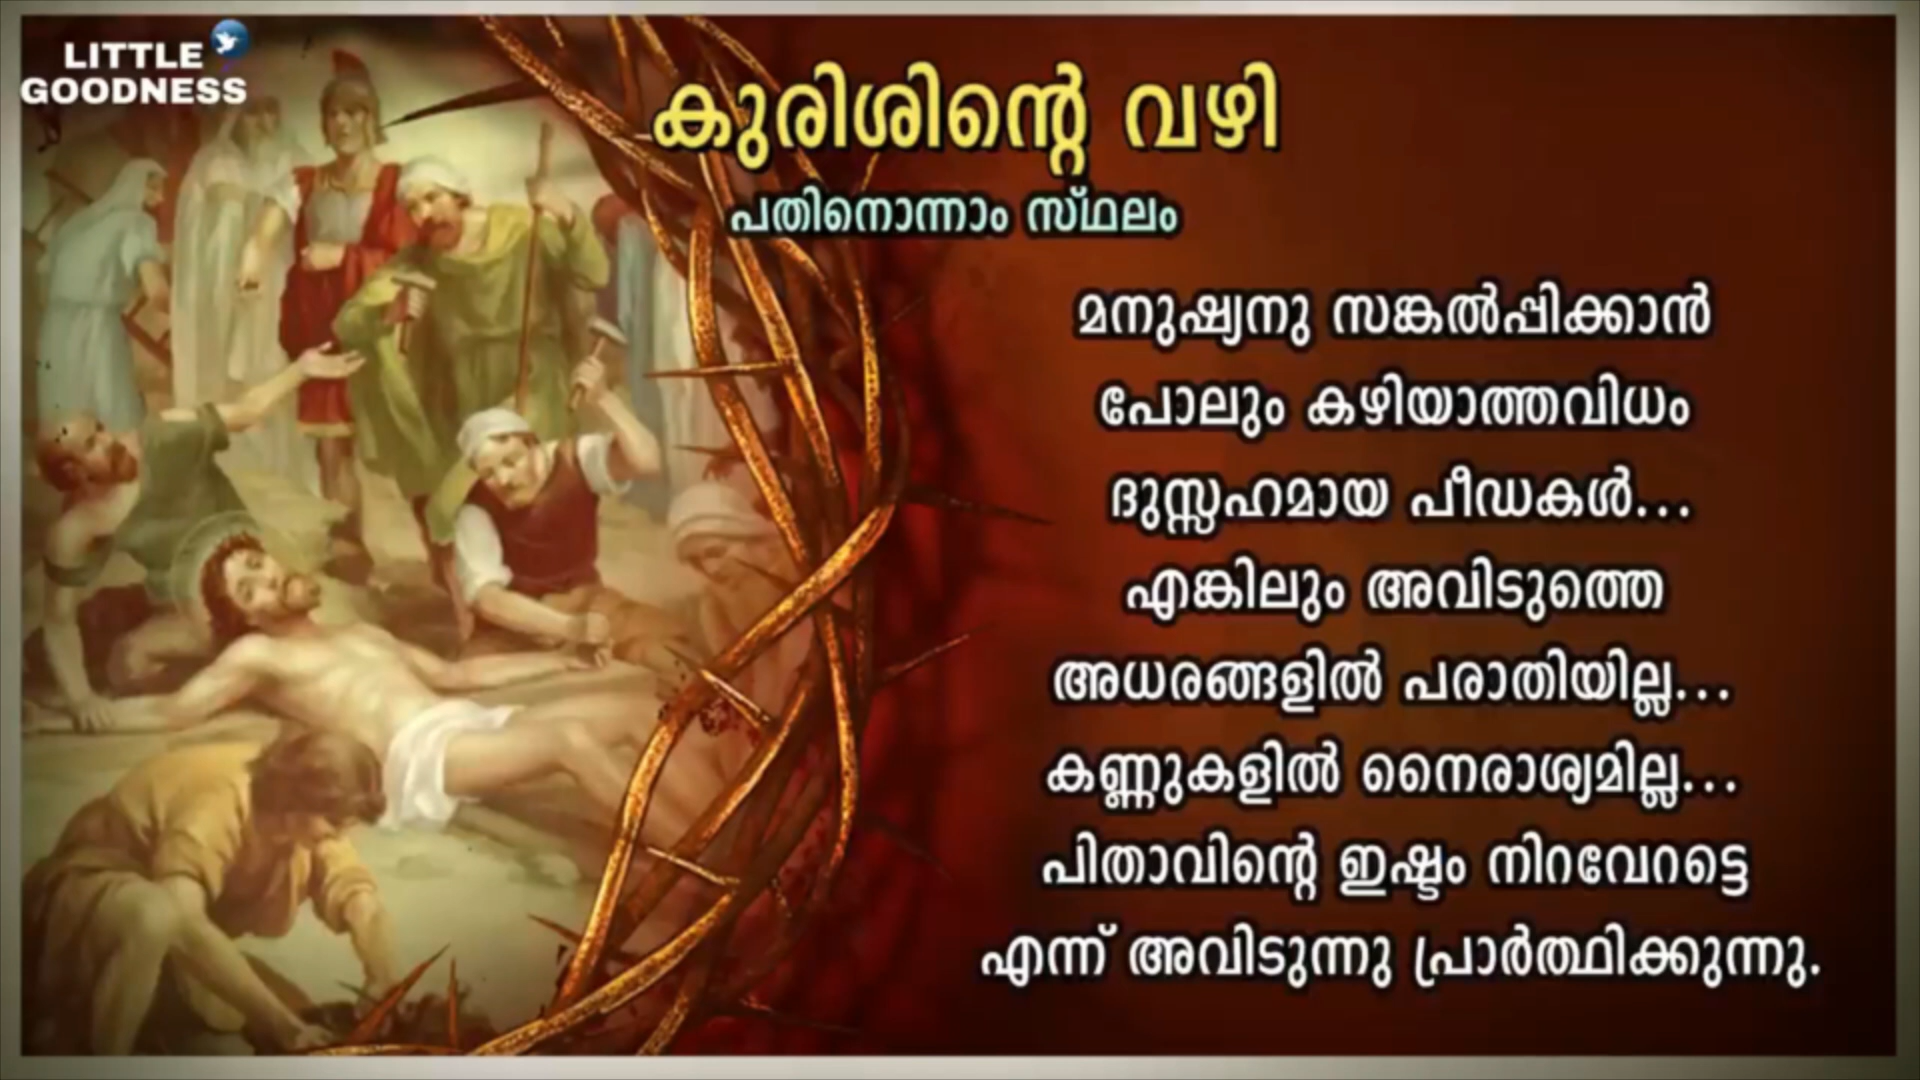 LITTLE
GOODNESS
കുരിശിന്റെ വഴി
പതിനൊന്നാം സ്ഥലം
മനുഷ്യനു സങ്കൽപ്പിക്കാൻ
പോലും കഴിയാത്തവിധം
ദുസ്സഹമായ പീഡകൾ...
എങ്കിലും അവിടുത്തെ
അധരങ്ങളിൽ പരാതിയില്ല...
കണ്ണുകളിൽ നൈരാശ്യമില്ല...
പിതാവിന്റെ ഇഷ്ടം നിറവേറട്ടെ
എന്ന് അവിടുന്നു പ്രാർത്ഥിക്കുന്നു.